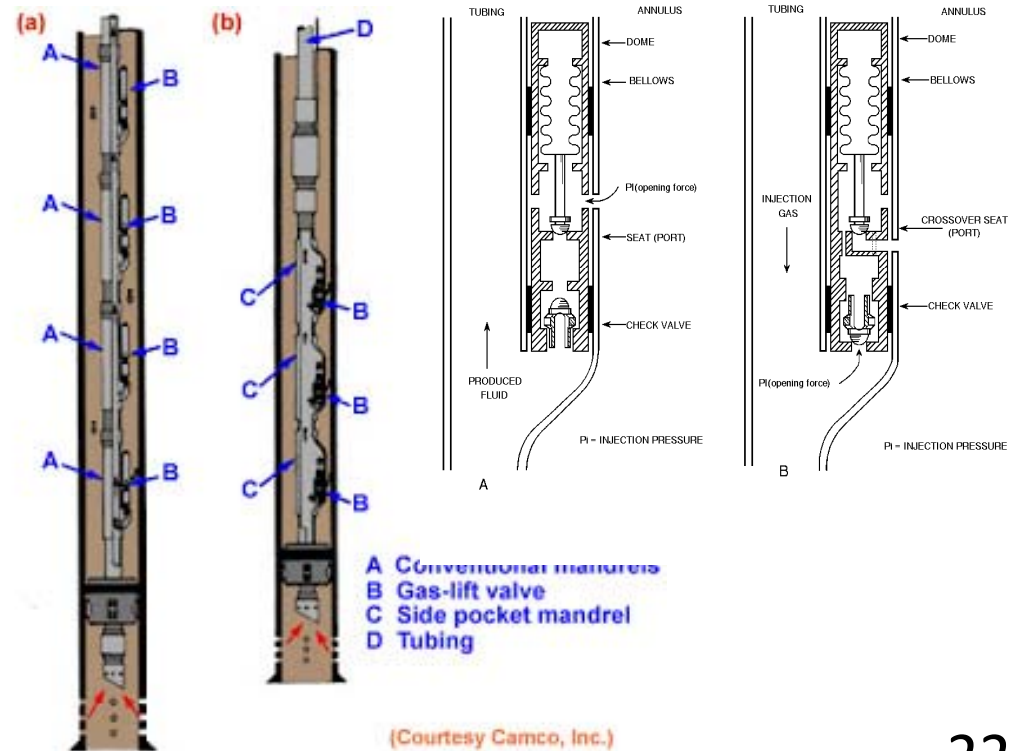 (a)
A
B
A
B
A
B
A
B
(b)
D
C
B
C
B
C
B
A Conventional mandrels
B Gas-lift valve
C Side pocket mandrel
D Tubing
(Courtesy Camco, Inc.)
TUBING
ANNULUS
DOME
BELLOWS
PI(opening force)
SEAT (PORT)
CHECK VALVE
PRODUCED
FLUID
PI = INJECTION PRESSURE
A
TUBING
ANNULUS
DOME
BELLOWS
INJECTION
GAS
CROSSOVER SEAT
(PORT)
CHECK VALVE
PI(opening force)
PI = INJECTION PRESSURE
B